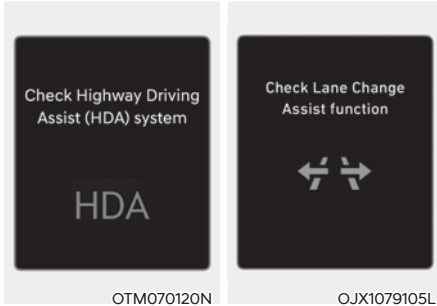 Check Highway Driving
Assist (HDA) system
HDA
OTM070120N
Check Lane Change
Assist function
OJX1079105L